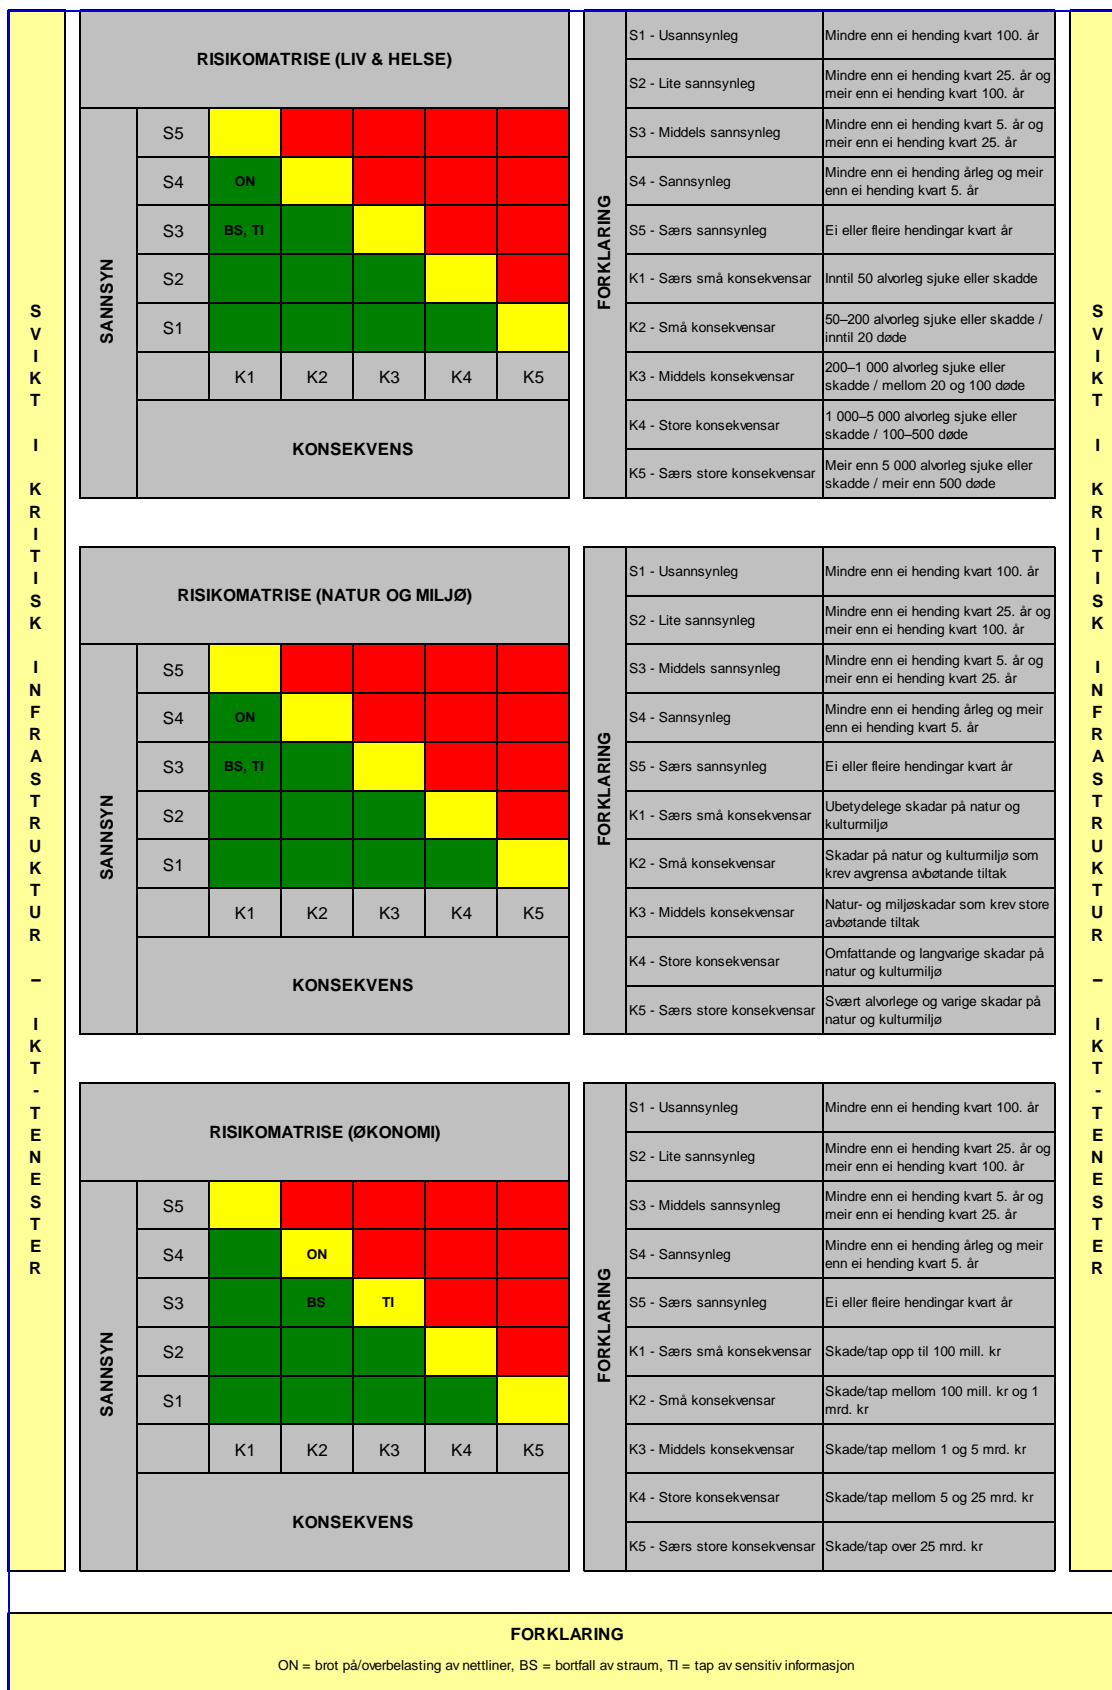 SVIKT I KRITISK INFRASTRUKTUR – IKT-TENESTER
RISIKOMATRISE (LIV & HELSE)
SANNSYN
S5
S4 ON
S3 BS, TI
S2
S1
K1 K2 K3 K4 K5
KONSEKVENS
FORKLARING
S1 - Usannsynleg Mindre enn ei hending kvart 100. år
S2 - Lite sannsynleg Mindre enn ei hending kvart 25. år og
meir enn ei hending kvart 100. år
S3 - Middels sannsynleg Mindre enn ei hending kvart 5. år og
meir enn ei hending kvart 25. år
S4 - Sannsynleg Mindre enn ei hending årleg og meir
enn ei hending kvart 5. år
S5 - Særs sannsynleg Ei eller fleire hendingar kvart år
K1 - Særs små konsekvensar Inntil 50 alvorleg sjuke eller skadde
K2 - Små konsekvensar 50–200 alvorleg sjuke eller skadde /
inntil 20 døde
K3 - Middels konsekvensar 200–1 000 alvorleg sjuke eller
skadde / mellom 20 og 100 døde
K4 - Store konsekvensar 1 000–5 000 alvorleg sjuke eller
skadde / 100–500 døde
K5 - Særs store konsekvensar Meir enn 5 000 alvorleg sjuke eller
skadde / meir enn 500 døde
RISIKOMATRISE (NATUR OG MILJØ)
SANNSYN
S5
S4 ON
S3 BS, TI
S2
S1
K1 K2 K3 K4 K5
KONSEKVENS
FORKLARING
S1 - Usannsynleg Mindre enn ei hending kvart 100. år
S2 - Lite sannsynleg Mindre enn ei hending kvart 25. år og
meir enn ei hending kvart 100. år
S3 - Middels sannsynleg Mindre enn ei hending kvart 5. år og
meir enn ei hending kvart 25. år
S4 - Sannsynleg Mindre enn ei hending årleg og meir
enn ei hending kvart 5. år
S5 - Særs sannsynleg Ei eller fleire hendingar kvart år
K1 - Særs små konsekvensar Ubetydelege skadar på natur og
kulturmiljø
K2 - Små konsekvensar Skadar på natur og kulturmiljø som
krev avgrensa avbøtande tiltak
K3 - Middels konsekvensar Natur- og miljøskadar som krev store
avbøtande tiltak
K4 - Store konsekvensar Omfattande og langvarige skadar på
natur og kulturmiljø
K5 - Særs store konsekvensar Svært alvorlege og varige skadar på
natur og kulturmiljø
RISIKOMATRISE (ØKONOMI)
SANNSYN
S5
S4 ON
S3 BS TI
S2
S1
K1 K2 K3 K4 K5
KONSEKVENS
FORKLARING
S1 - Usannsynleg Mindre enn ei hending kvart 100. år
S2 - Lite sannsynleg Mindre enn ei hending kvart 25. år og
meir enn ei hending kvart 100. år
S3 - Middels sannsynleg Mindre enn ei hending kvart 5. år og
meir enn ei hending kvart 25. år
S4 - Sannsynleg Mindre enn ei hending årleg og meir
enn ei hending kvart 5. år
S5 - Særs sannsynleg Ei eller fleire hendingar kvart år
K1 - Særs små konsekvensar Skade/tap opp til 100 mill. kr
K2 - Små konsekvensar Skade/tap mellom 100 mill. kr og 1
mrd. kr
K3 - Middels konsekvensar Skade/tap mellom 1 og 5 mrd. kr
K4 - Store konsekvensar Skade/tap mellom 5 og 25 mrd. kr
K5 - Særs store konsekvensar Skade/tap over 25 mrd. kr
SVIKT I KRITISK INFRASTRUKTUR – IKT-TENESTER
FORKLARING
ON = brot på/overbelasting av nettliner, BS = bortfall av straum, TI = tap av sensitiv informasjon